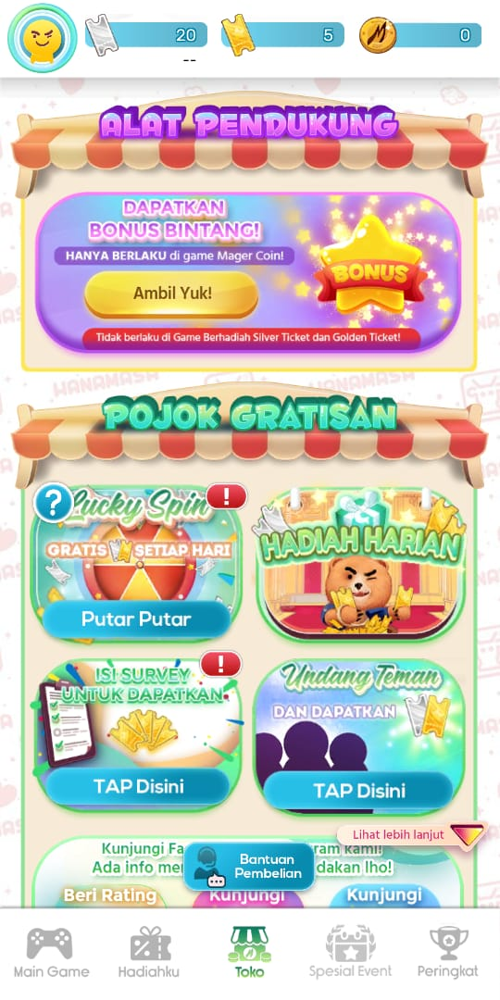 20
5
0
--
ALAT PENDUKUNG
DAPATKAN
BONUS BINTANG!
HANYA BERLAKU di game Mager Coin!
Ambil Yuk!
BONUS
Tidak berlaku di Game Berhadiah Silver Ticket dan Golden Ticket!
HANAMASA
POJOK GRATISAN
?
Lucky Spin
!
GRATIS SETIAP HARI
Putar Putar
HADIAH HARIAN
ISI SURVEY
!
UNTUK DAPATKAN
TAP Disini
Undang Teman
DAN DAPATKAN
TAP Disini
Lihat lebih lanjut
Kunjungi Fa ram kami!
Ada info me dakan lho!
Bantuan
Pembelian
Beri Rating
Kunjungi
Kunjungi
Main Game
Hadiahku
Toko
Spesial Event
Peringkat